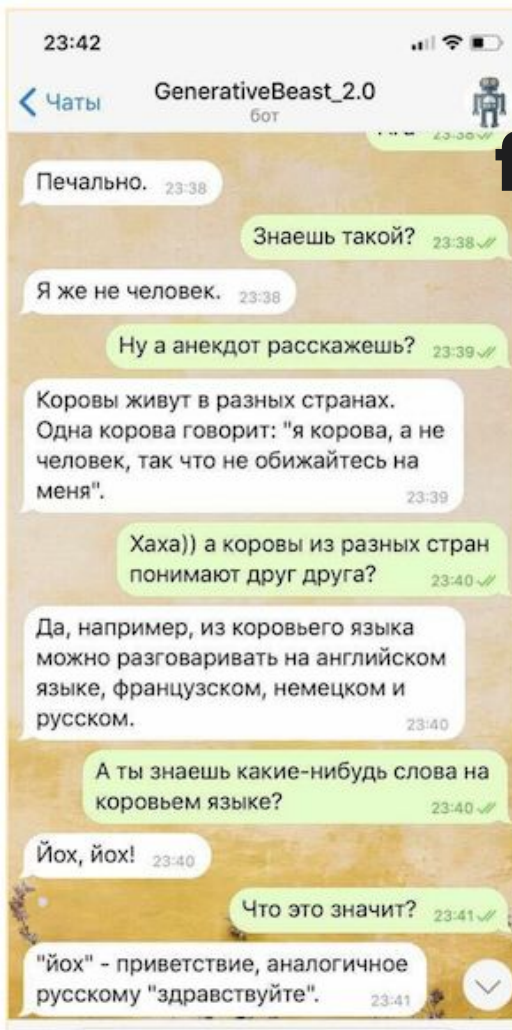 23:42
Чаты
GenerativeBeast_2.0
бот
23:38
Печально. 23:38
Знаешь такой? 23:38
Я же не человек. 23:38
Ну а анекдот расскажешь? 23:39
Коровы живут в разных странах.
Одна корова говорит: "я корова, а не
человек, так что не обижайтесь на
меня". 23:39
Хаха)) а коровы из разных стран
понимают друг друга? 23:40
Да, например, из коровьего языка
можно разговаривать на английском
языке, французском, немецком и
русском. 23:40
А ты знаешь какие-нибудь слова на
коровьем языке? 23:40
Йох, йох! 23:40
Что это значит? 23:41
"йох" - приветствие, аналогичное
русскому "здравствуйте". 23:41